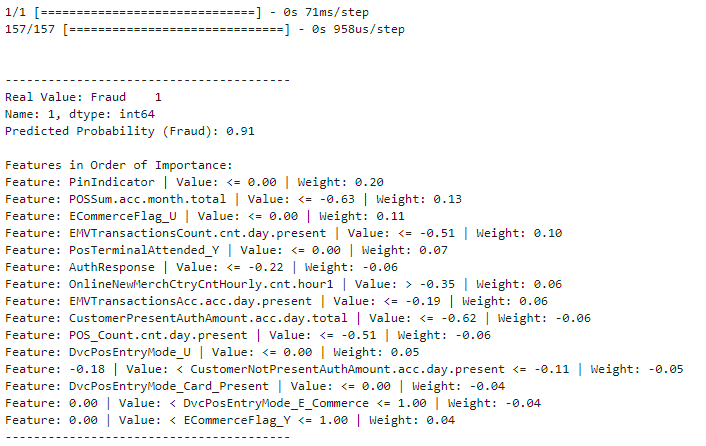 1/1 [==============================] - 0s 71ms/step
157/157 [==============================] - 0s 958us/step
----------------------------------------
Real Value: Fraud    1
Name: 1, dtype: int64
Predicted Probability (Fraud): 0.91
Features in Order of Importance:
Feature: PinIndicator | Value: <= 0.00 | Weight: 0.20
Feature: POSSum.acc.month.total | Value: <= -0.63 | Weight: 0.13
Feature: ECommerceFlag_U | Value: <= 0.00 | Weight: 0.11
Feature: EMVTransactionsCount.cnt.day.present | Value: <= -0.51 | Weight: 0.10
Feature: PosTerminalAttended_Y | Value: <= 0.00 | Weight: 0.07
Feature: AuthResponse | Value: <= -0.22 | Weight: -0.06
Feature: OnlineNewMerchCtryCntHourly.cnt.hour1 | Value: > -0.35 | Weight: 0.06
Feature: EMVTransactionsAcc.acc.day.present | Value: <= -0.19 | Weight: 0.06
Feature: CustomerPresentAuthAmount.acc.day.total | Value: <= -0.62 | Weight: -0.06
Feature: POS_Count.cnt.day.present | Value: <= -0.51 | Weight: -0.06
Feature: DvcPosEntryMode_U | Value: <= 0.00 | Weight: 0.05
Feature: -0.18 | Value: < CustomerNotPresentAuthAmount.acc.day.present <= -0.11 | Weight: -0.05
Feature: DvcPosEntryMode_Card_Present | Value: <= 0.00 | Weight: -0.04
Feature: 0.00 | Value: < DvcPosEntryMode_E_Commerce <= 1.00 | Weight: -0.04
Feature: 0.00 | Value: < ECommerceFlag_Y <= 1.00 | Weight: 0.04
----------------------------------------